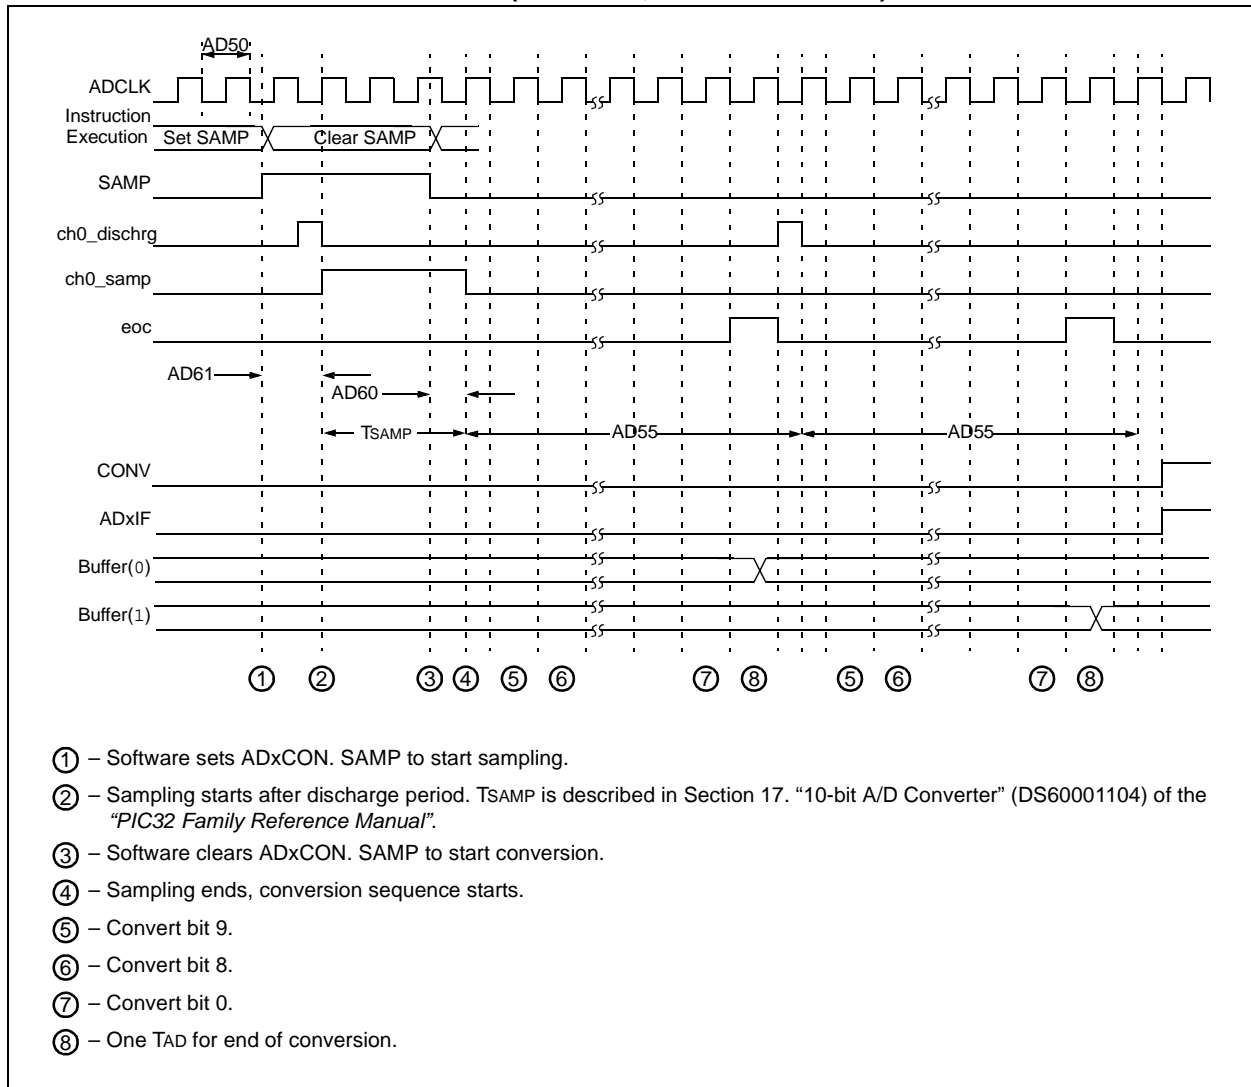 AD50
ADCLK
Instruction
Execution Set SAMP Clear SAMP
SAMP
ch0_dischrg
ch0_samp
eoc
AD61
AD60
TSAMP AD55 AD55
CONV
ADxIF
Buffer(0)
Buffer(1)
1 2 3 4 5 6 7 8 5 6 7 8
1 – Software sets ADxCON. SAMP to start sampling.
2 – Sampling starts after discharge period. TSAMP is described in Section 17. “10-bit A/D Converter” (DS60001104) of the
“PIC32 Family Reference Manual”.
3 – Software clears ADxCON. SAMP to start conversion.
4 – Sampling ends, conversion sequence starts.
5 – Convert bit 9.
6 – Convert bit 8.
7 – Convert bit 0.
8 – One TAD for end of conversion.